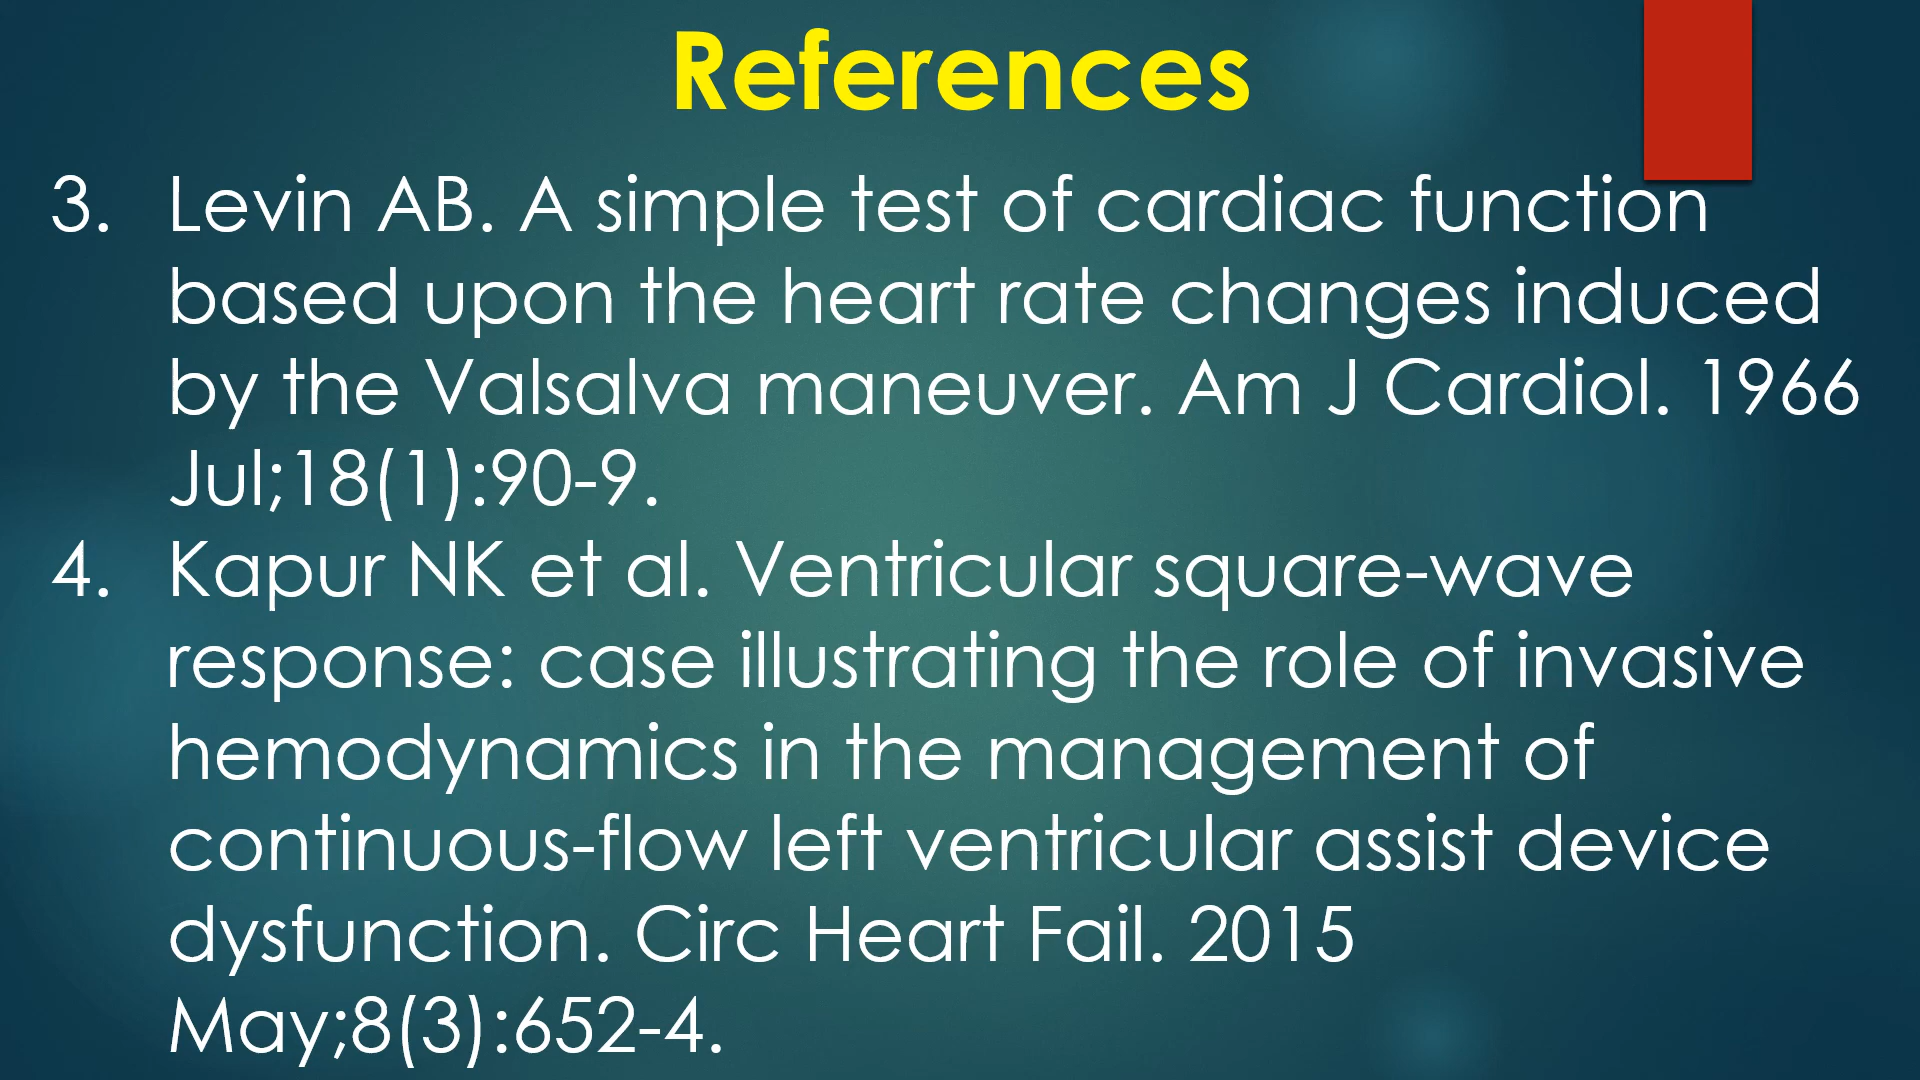 References
3. Levin AB. A simple test of cardiac function
based upon the heart rate changes induced
by the Valsalva maneuver. Am J Cardiol. 1966
Jul;18(1):90-9.
4. Kapur NK et al. Ventricular square-wave
response: case illustrating the role of invasive
hemodynamics in the management of
continuous-flow left ventricular assist device
dysfunction. Circ Heart Fail. 2015
May;8(3):652-4.